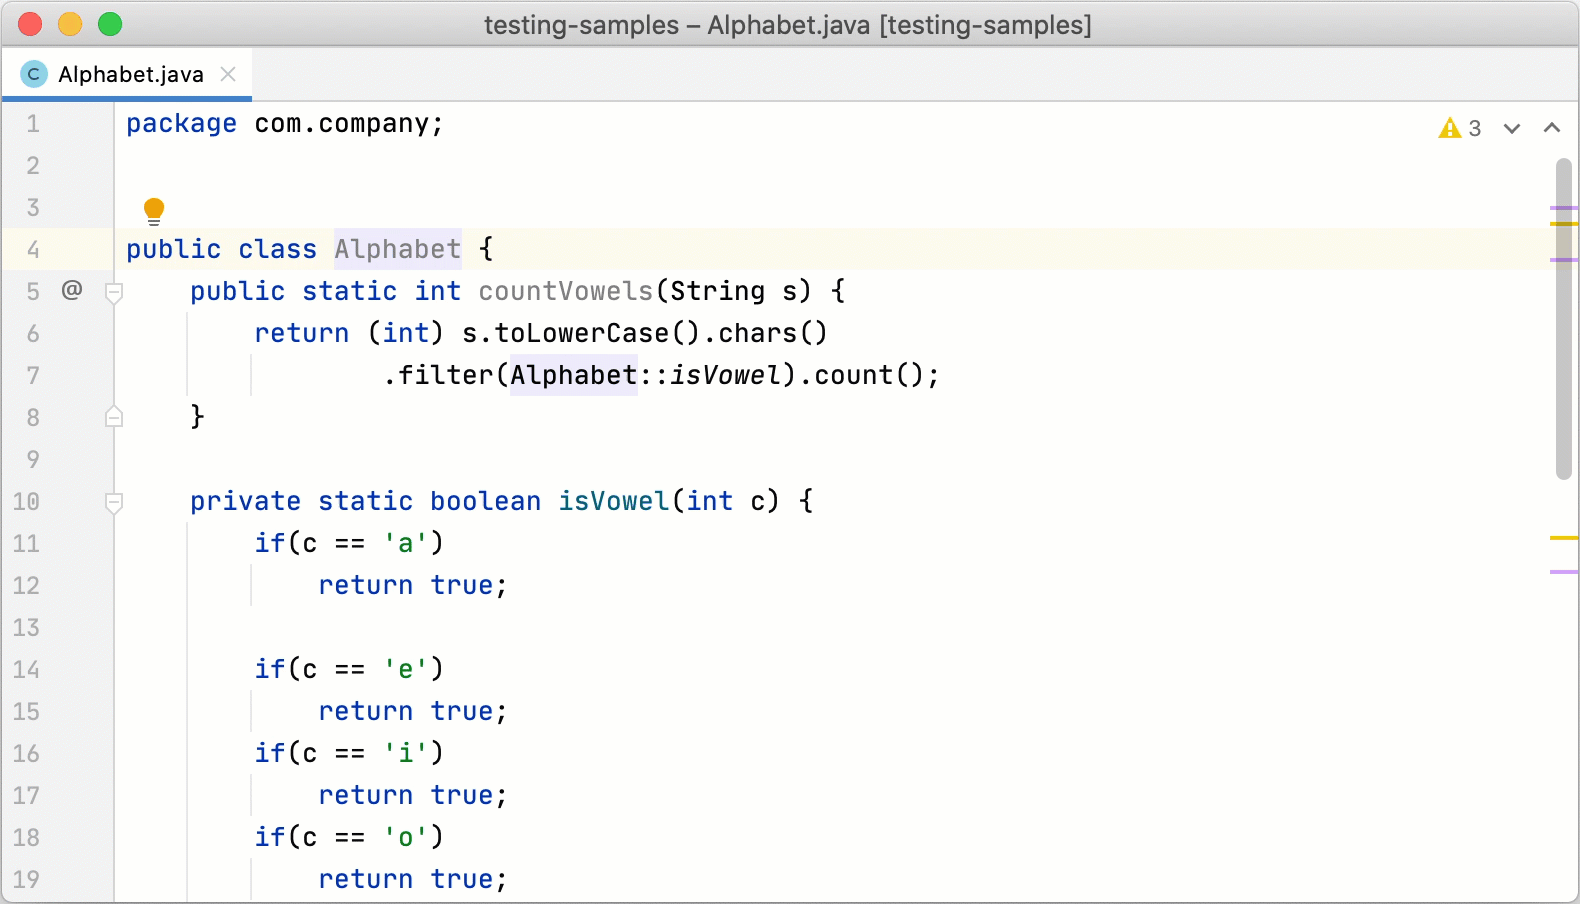 testing-samples – Alphabet.java [testing-samples]
C Alphabet.java
3
1 package com.company;
2
3
4 public class Alphabet {
5 @ public static int countVowels(String s) {
6 return (int) s.toLowerCase().chars()
7 .filter(Alphabet::isVowel).count();
8 }
9
10 private static boolean isVowel(int c) {
11 if(c == 'a')
12 return true;
13
14 if(c == 'e')
15 return true;
16 if(c == 'i')
17 return true;
18 if(c == 'o')
19 return true;